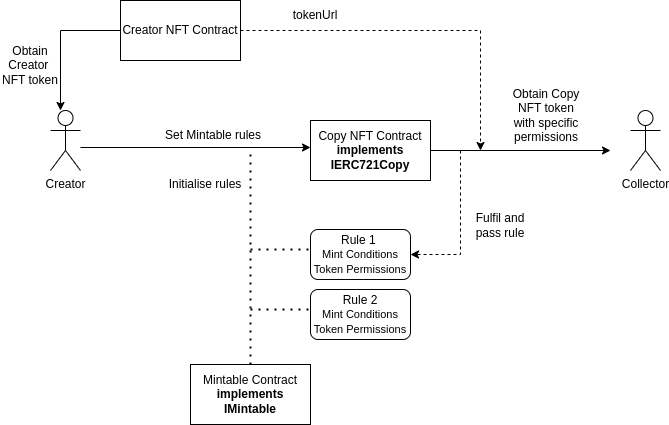 tokenUrl
Creator NFT Contract
Obtain
Creator
NFT token
Obtain Copy
NFT token
with specific
permissions
Set Mintable rules
Copy NFT Contract
implements
IERC721Copy
Creator
Initialise rules
Collector
Fulfil and
pass rule
Rule 1
Mint Conditions
Token Permissions
Rule 2
Mint Conditions
Token Permissions
Mintable Contract
implements
IMintable